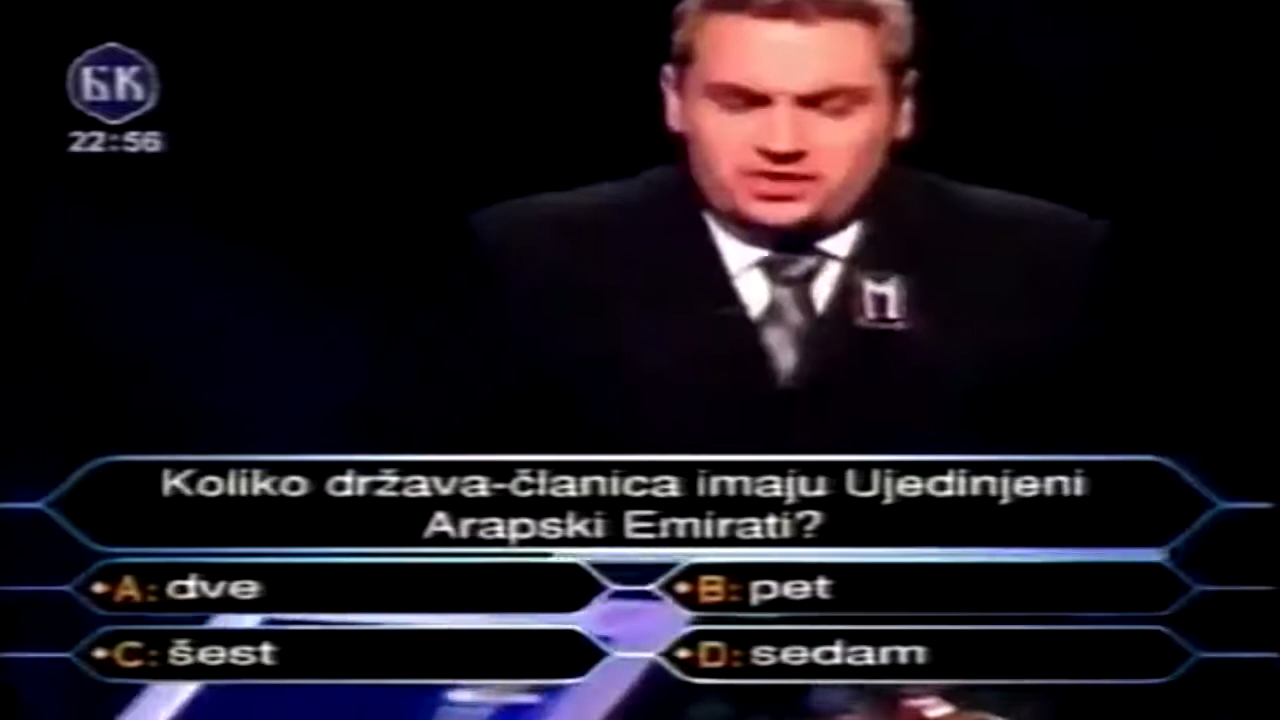 БК
22:56
Koliko država-članica imaju Ujedinjeni
Arapski Emirati?
A: dve
B: pet
C: šest
D: sedam